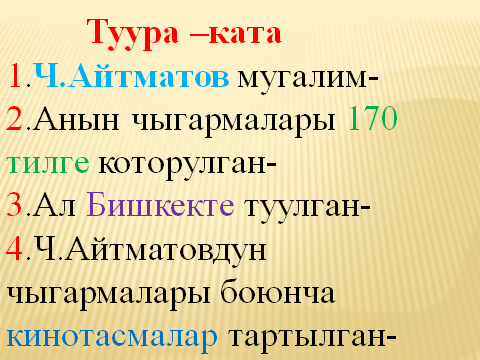 Туура –ката
1.Ч.Айтматов мугалим-
2.Анын чыгармалары 170
тилге которулган-
3.Ал Бишкекте туулган-
4.Ч.Айтматовдун
чыгармалары боюнча
кинотасмалар тартылган-